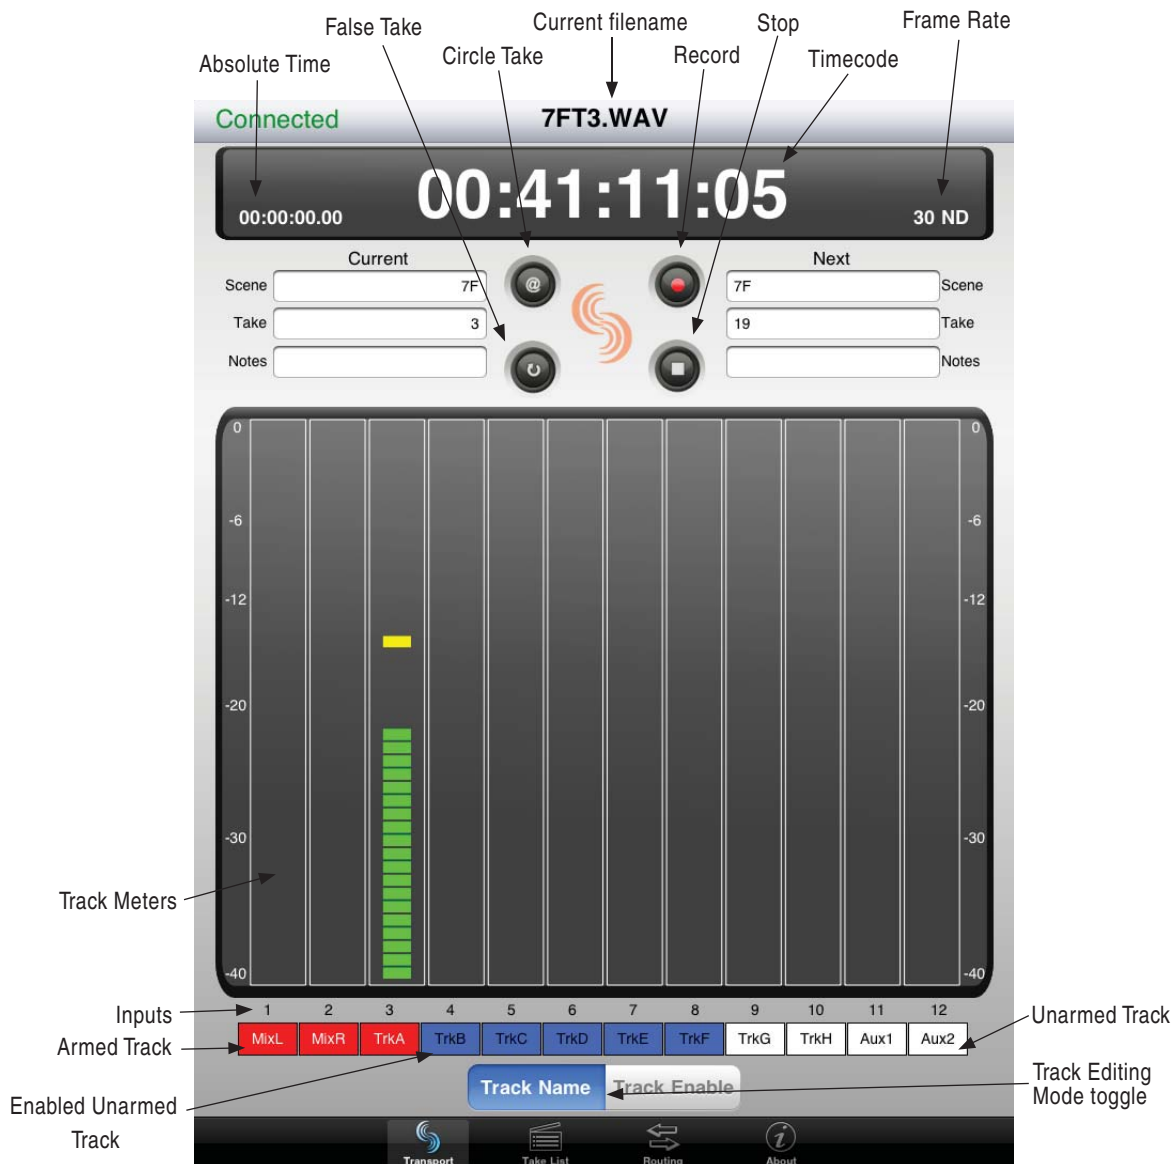 False Take
Current filename
Stop
Frame Rate
Absolute Time
Circle Take
Record
Timecode
Connected
7FT3.WAV
00:00:00.00
00:41:11:05
30 ND
Current
Next
Scene
7F
@
7F
Scene
Take
3
19
Take
Notes
Notes
0
0
-6
-6
-12
-12
-20
-20
-30
-30
Track Meters
-40
-40
Inputs
1 2 3 4 5 6 7 8 9 10 11 12
Unarmed Track
Armed Track
MixL MixR TrkA TrkB TrkC TrkD TrkE TrkF TrkG TrkH Aux1 Aux2
Track Name
Track Enable
Track Editing
Mode toggle
Enabled Unarmed
Track
Transport
Take List
Routing
About